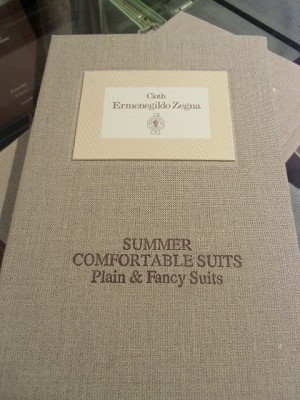 Cloth
Ermenegildo Zegna
SUMMER
COMFORTABLE SUITS
Plain & Fancy Suits